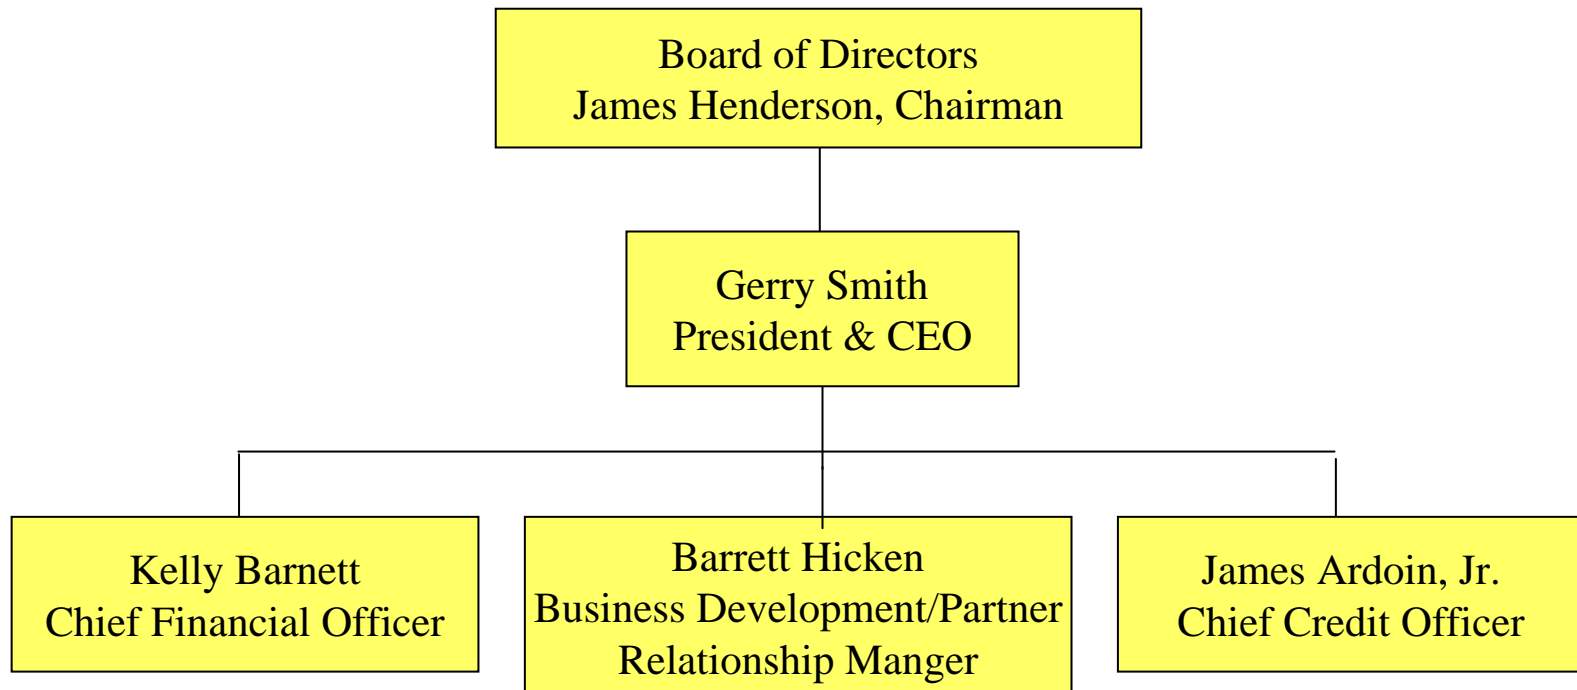 Board of Directors
James Henderson, Chairman
Gerry Smith
President & CEO
Kelly Barnett
Chief Financial Officer
Barrett Hicken
Business Development/Partner
Relationship Manger
James Ardoin, Jr.
Chief Credit Officer